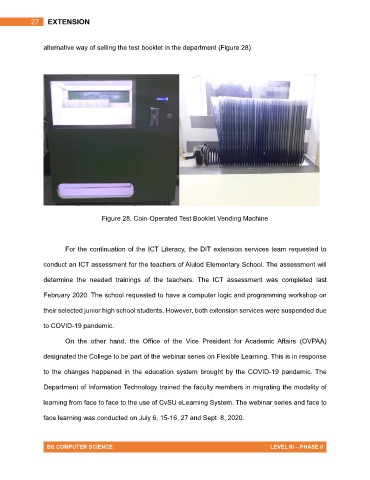 27 EXTENSION
alternative way of selling the test booklet in the department (Figure 28).
Figure 28. Coin-Operated Test Booklet Vending Machine
For the continuation of the ICT Literacy, the DIT extension services team requested to
conduct an ICT assessment for the teachers of Alulod Elementary School. The assessment will
determine the needed trainings of the teachers. The ICT assessment was completed last
February 2020. The school requested to have a computer logic and programming workshop on
their selected junior high school students. However, both extension services were suspended due
to COVID-19 pandemic.
On the other hand, the Office of the Vice President for Academic Affairs (OVPAA)
designated the College to be part of the webinar series on Flexible Learning. This is in response
to the changes happened in the education system brought by the COVID-19 pandemic. The
Department of Information Technology trained the faculty members in migrating the modality of
learning from face to face to the use of CvSU eLearning System. The webinar series and face to
face learning was conducted on July 6, 15-16, 27 and Sept. 8, 2020.
BS COMPUTER SCIENCE LEVEL III – PHASE II